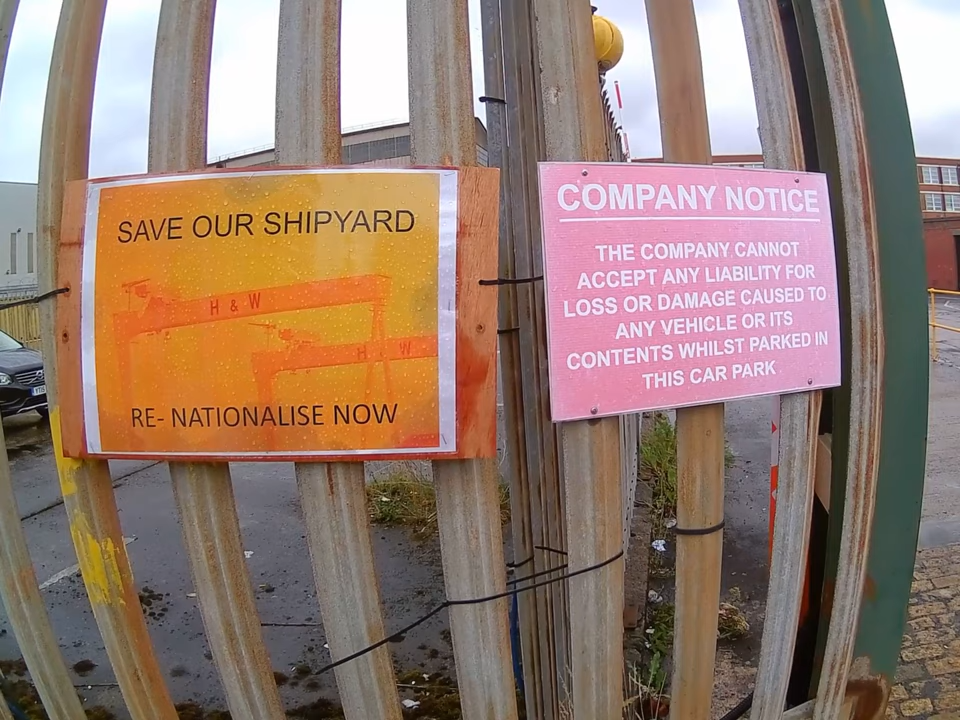 SAVE OUR SHIPYARD
H & W
H W
RE- NATIONALISE NOW
COMPANY NOTICE
THE COMPANY CANNOT
ACCEPT ANY LIABILITY FOR
LOSS OR DAMAGE CAUSED TO
ANY VEHICLE OR ITS
CONTENTS WHILST PARKED IN
THIS CAR PARK